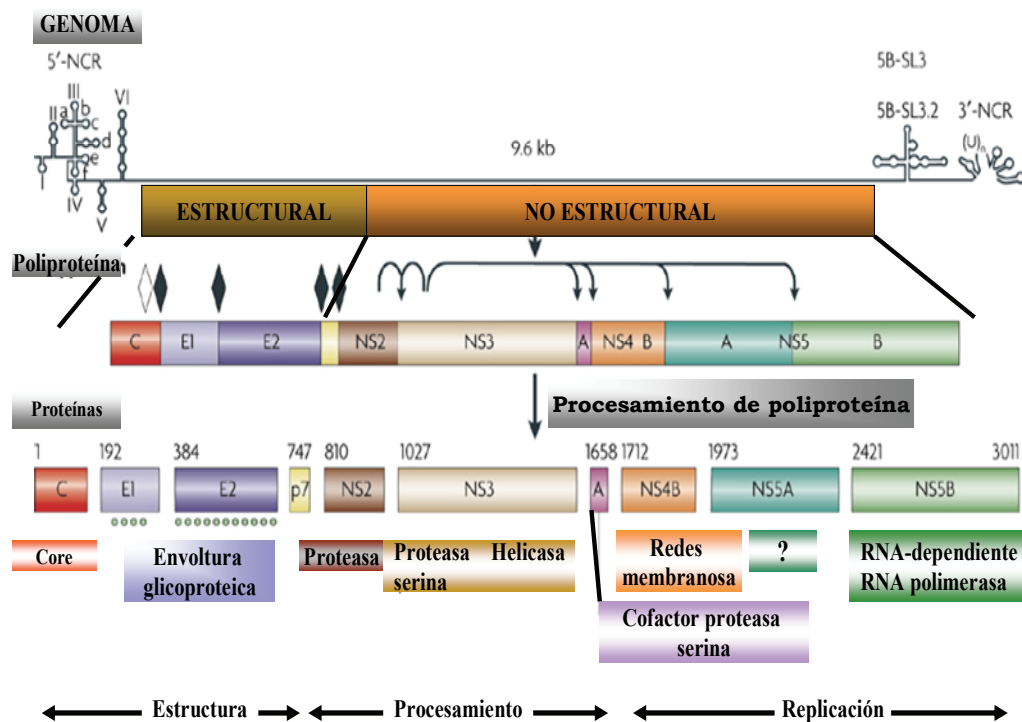 GENOMA
5′-NCR
III
VI
II
a
b
c
d
e
f
I
IV
V
9.6 kb
5B-SL3
5B-SL3.2
3′-NCR
(U)n
ESTRUCTURAL
NO ESTRUCTURAL
Poliproteína
C
E1
E2
NS2
NS3
A
NS4 B
A
NS5
B
Procesamiento de poliproteína
Proteínas
1
192
384
747
810
1027
1658
1712
1973
2421
3011
C
E1
E2
p7
NS2
NS3
A
NS4B
NS5A
NS5B
Core
Envoltura
glicoproteica
Proteasa
Proteasa Helicasa
serina
Redes
membranosa
?
RNA-dependiente
RNA polimerasa
Cofactor proteasa
serina
Estructura
Procesamiento
Replicación